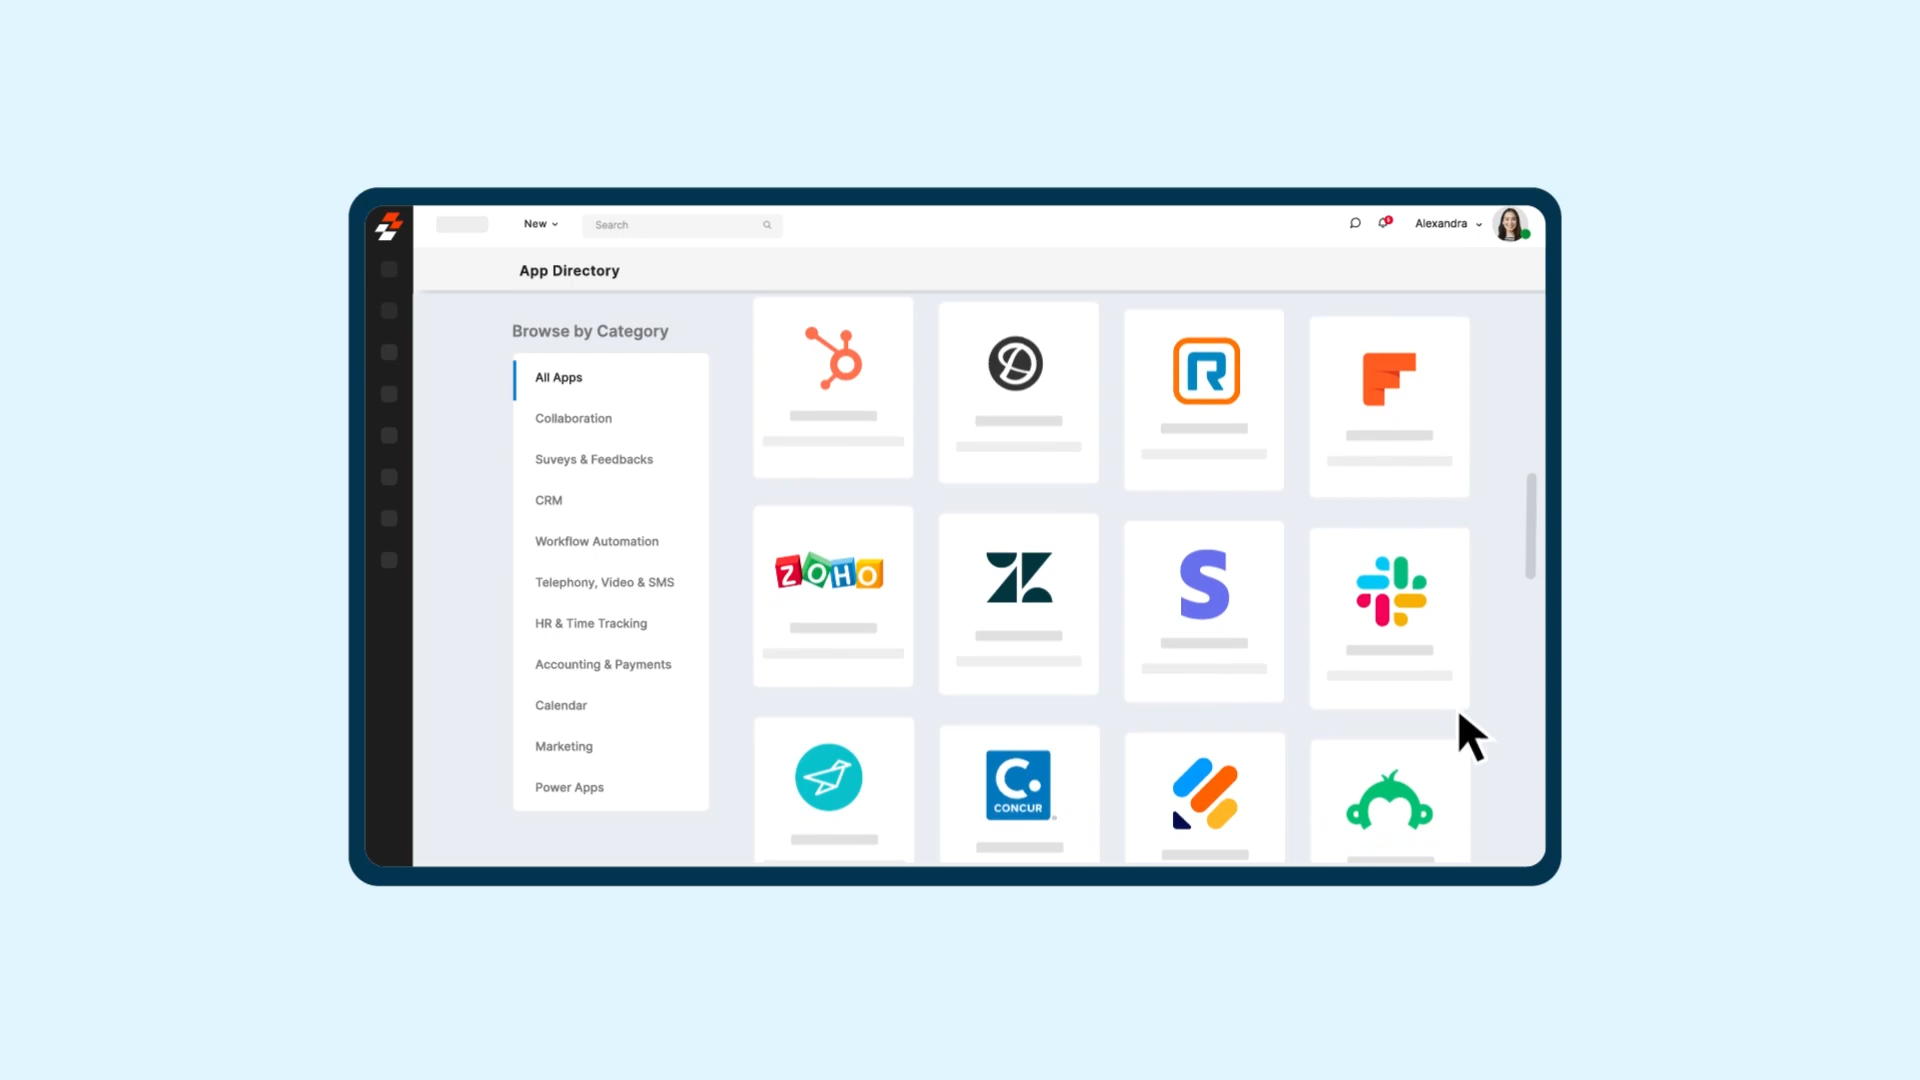 New
Search
5
Alexandra
App Directory
Browse by Category
All Apps
Collaboration
Suveys & Feedbacks
CRM
Workflow Automation
Telephony, Video & SMS
HR & Time Tracking
Accounting & Payments
Calendar
Marketing
Power Apps
ZOHO
C.
CONCUR